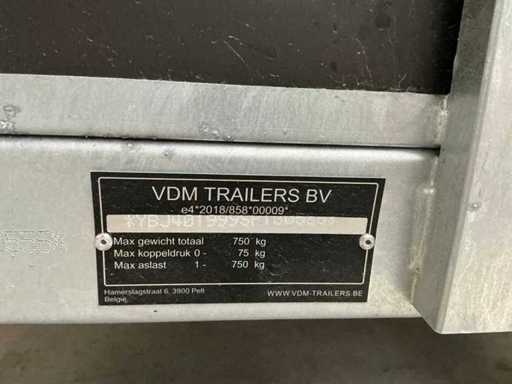 VDM TRAILERS BV
e4*2018/858*00009*
Max gewicht totaal 750 kg
Max koppeldruk 0 - 75 kg
Max aslast 1 - 750 kg
Hamerslagstraat 6, 3900 Pelt
België
WWW.VDM-TRAILERS.BE